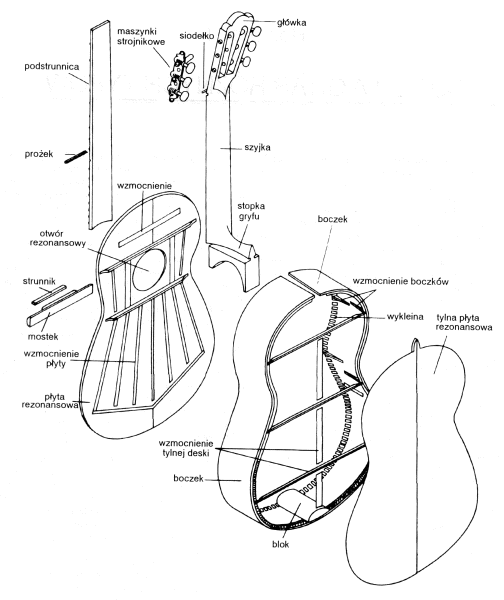 maszynki
strojnikowe
siodełko
główka
podstrunnica
prożek
szyjka
wzmocnienie
stopka
gryfu
otwór
rezonansowy
boczek
strunnik
wzmocnienie boczków
mostek
wykleina
tylna płyta
rezonansowa
wzmocnienie
płyty
płyta
rezonansowa
wzmocnienie
tylnej deski
boczek
blok